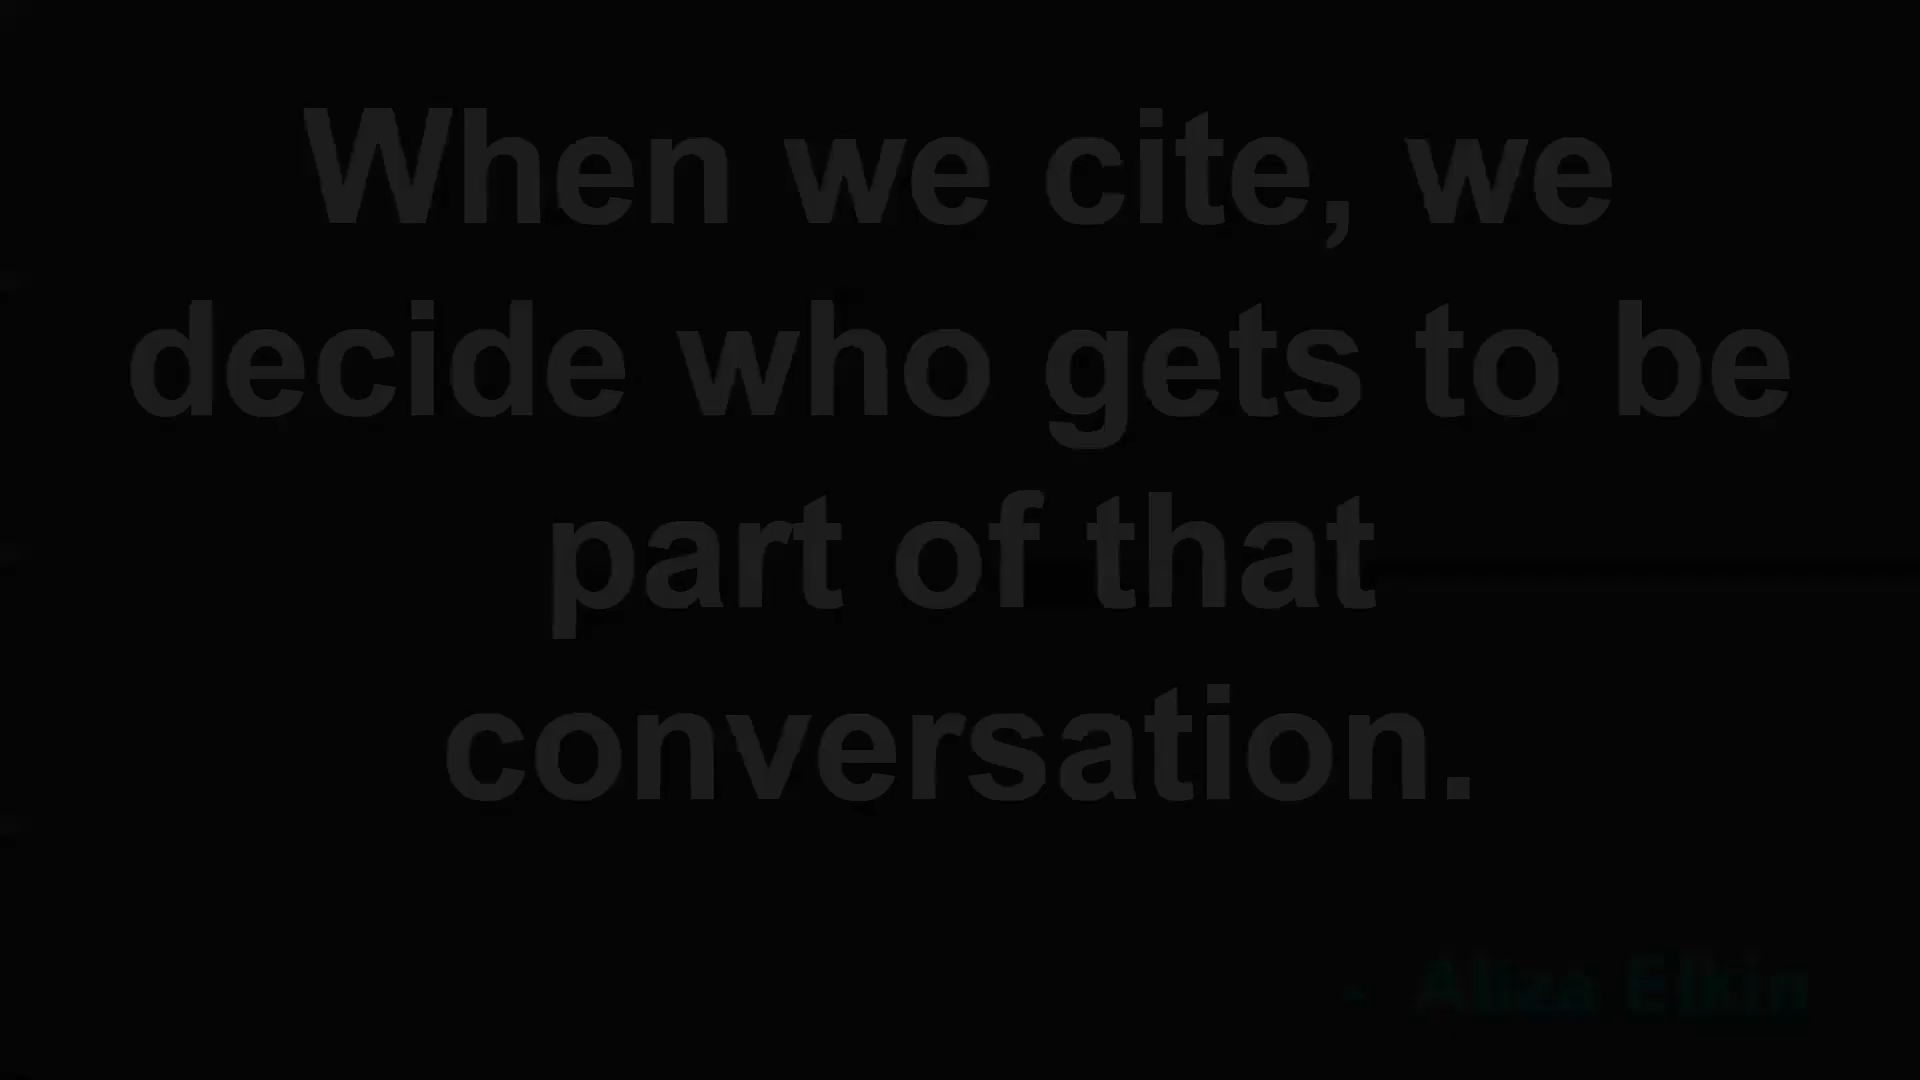 When we cite, we
decide who gets to be
part of that
conversation.
- Aliza Elkin